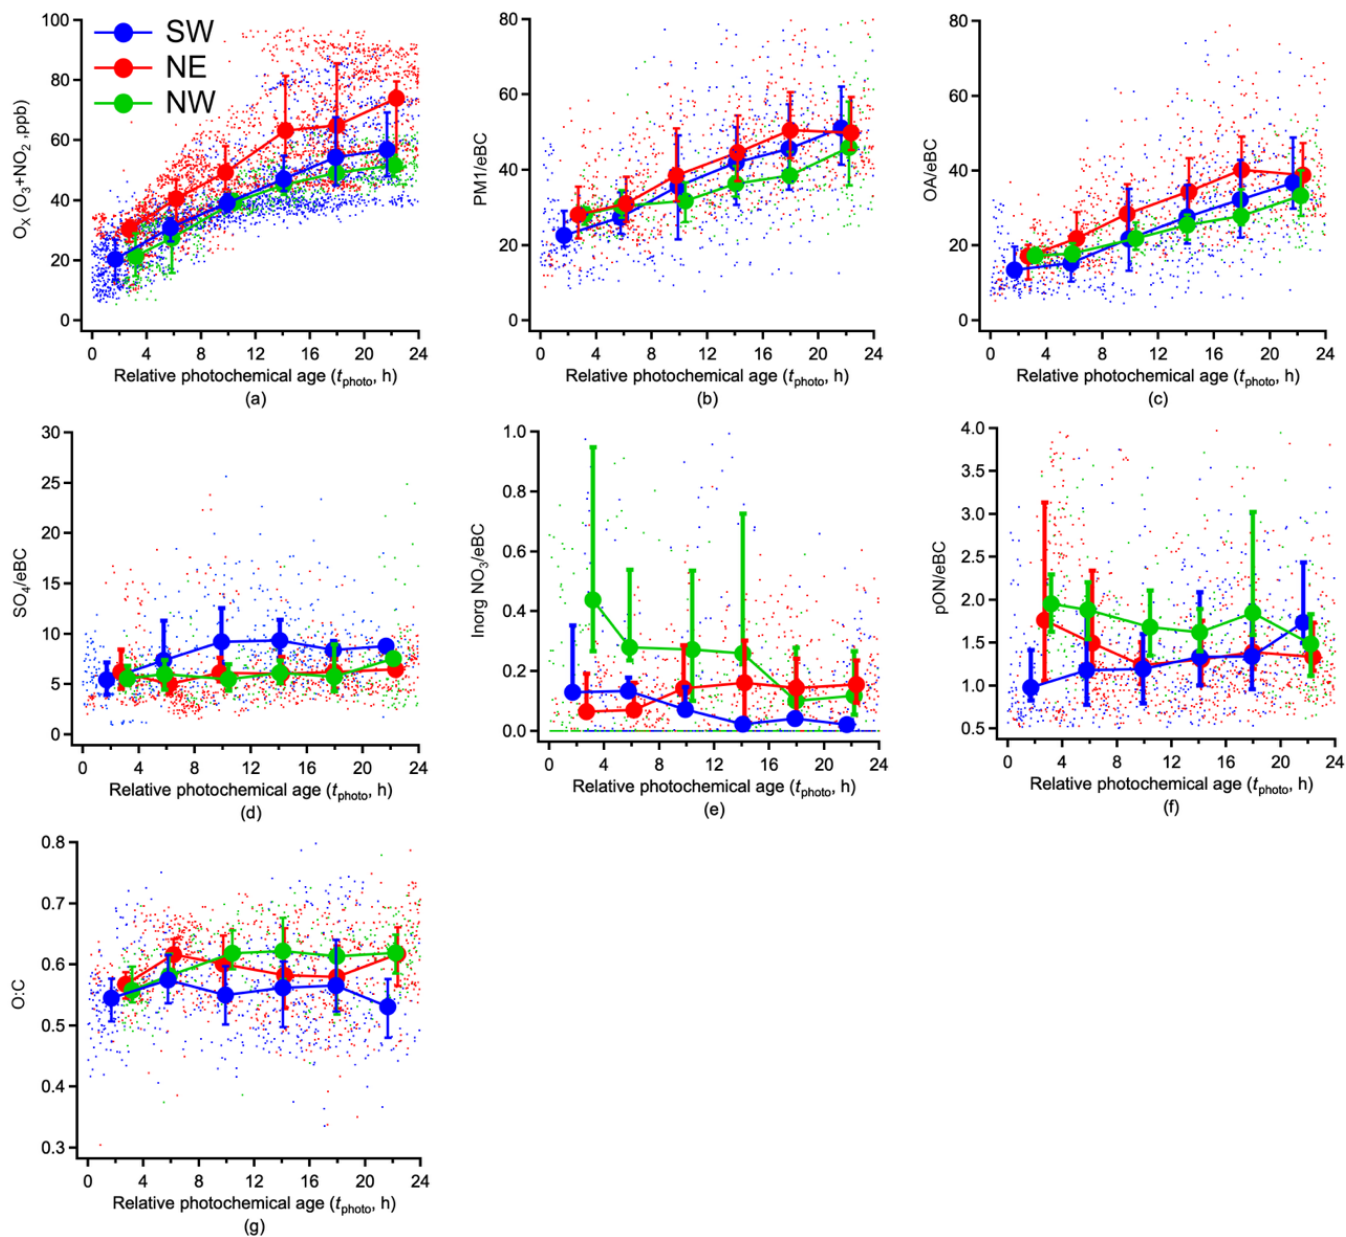 100
80
60
40
20
0
Oₓ (O₃+NO₂ ,ppb)
SW
NE
NW
0 4 8 12 16 20 24
Relative photochemical age (tphoto, h)
(a)
80
60
40
20
0
PM1/eBC
0 4 8 12 16 20 24
Relative photochemical age (tphoto, h)
(b)
80
60
40
20
0
OA/eBC
0 4 8 12 16 20 24
Relative photochemical age (tphoto, h)
(c)
30
25
20
15
10
5
0
SO₄/eBC
0 4 8 12 16 20 24
Relative photochemical age (tphoto, h)
(d)
1.0
0.8
0.6
0.4
0.2
0.0
Inorg NO₃/eBC
0 4 8 12 16 20 24
Relative photochemical age (tphoto, h)
(e)
4.0
3.5
3.0
2.5
2.0
1.5
1.0
0.5
pON/eBC
0 4 8 12 16 20 24
Relative photochemical age (tphoto, h)
(f)
0.8
0.7
0.6
0.5
0.4
0.3
O:C
0 4 8 12 16 20 24
Relative photochemical age (tphoto, h)
(g)